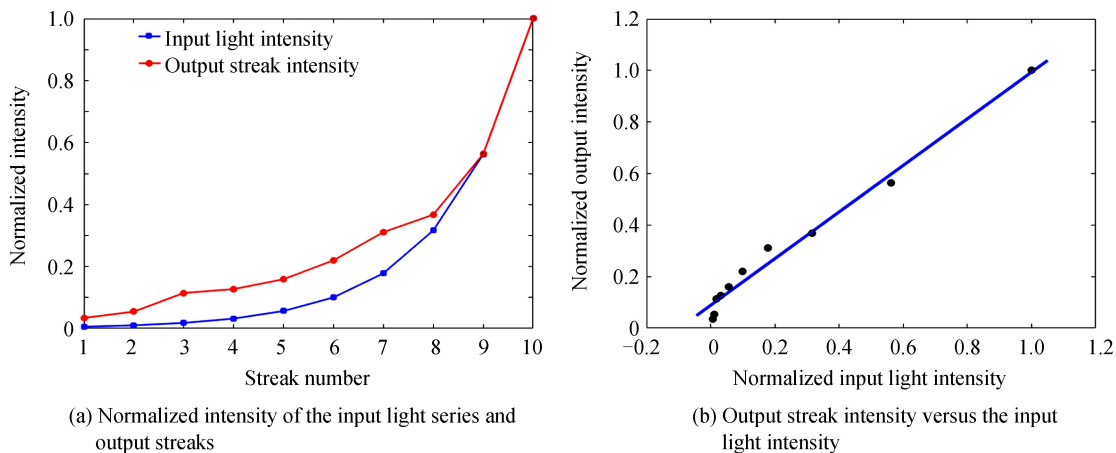 1.0
0.8
0.6
0.4
0.2
0
Normalized intensity
Input light intensity
Output streak intensity
1 2 3 4 5 6 7 8 9 10
Streak number
(a) Normalized intensity of the input light series and
output streaks
1.2
1.0
0.8
0.6
0.4
0.2
0
Normalized output intensity
−0.2 0 0.2 0.4 0.6 0.8 1.0 1.2
Normalized input light intensity
(b) Output streak intensity versus the input
light intensity